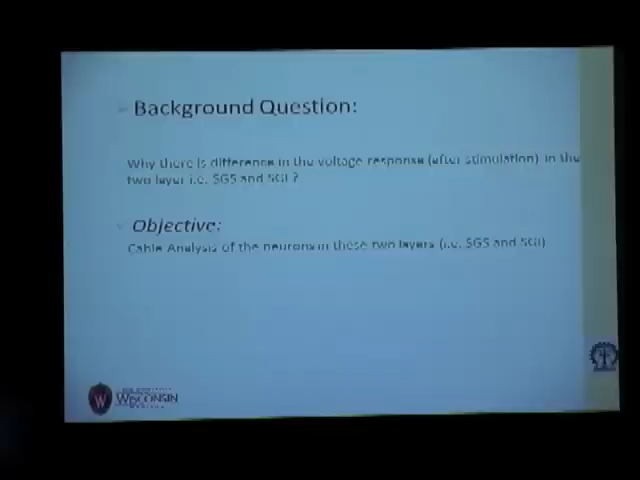 Background Question:
Why there is difference in the voltage response (after stimulation) in the
two layer i.e. SGS and SGI ?
Objective:
Cable Analysis of the neurons in these two layers (i.e. SGS and SGI)
WISCONSIN